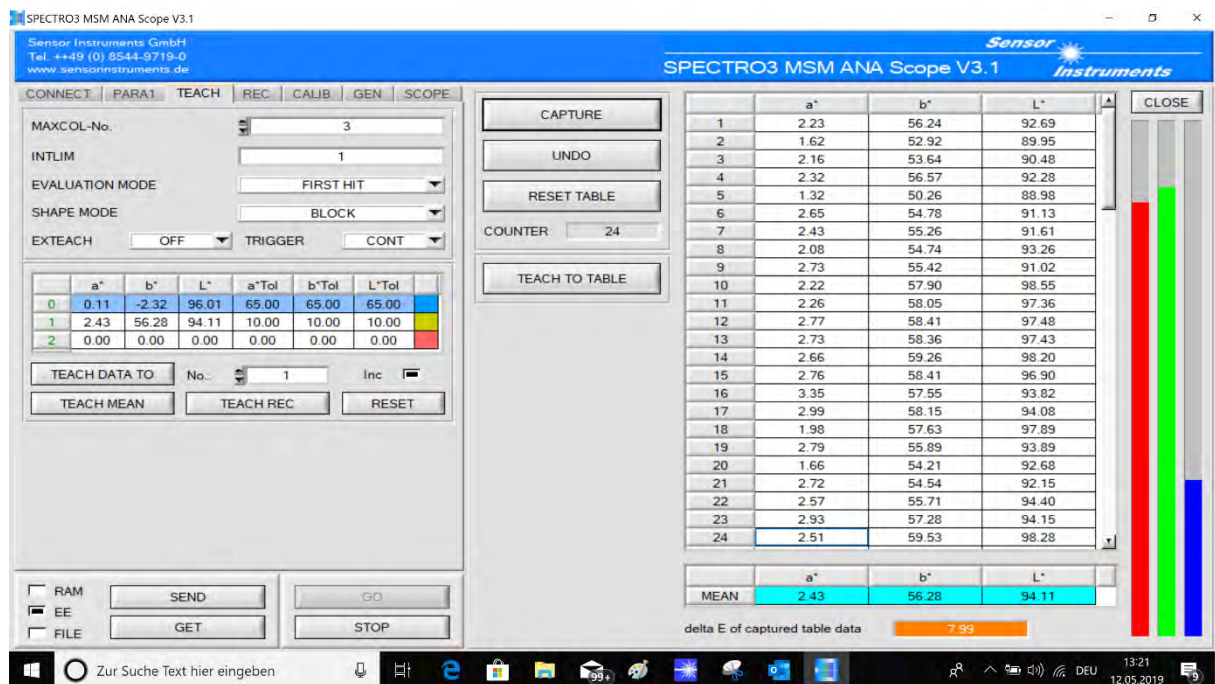 SPECTRO3 MSM ANA Scope V3.1
Sensor Instruments GmbH
Tel. ++49 (0) 8544-9719-0
www.sensorinstruments.de
Sensor
SPECTRO3 MSM ANA Scope V3.1 Instruments
CONNECT PARA1 TEACH REC CALIB GEN SCOPE
MAXCOL-No. 3
INTLIM 1
EVALUATION MODE FIRST HIT
SHAPE MODE BLOCK
EXTEACH OFF TRIGGER CONT
a* b* L* a*Tol b*Tol L*Tol
0 0.11 -2.32 96.01 65.00 65.00 65.00
1 2.43 56.28 94.11 10.00 10.00 10.00
2 0.00 0.00 0.00 0.00 0.00 0.00
TEACH DATA TO No.: 1 Inc
TEACH MEAN TEACH REC RESET
RAM
EE
FILE
SEND
GET
GO
STOP
CAPTURE
UNDO
RESET TABLE
COUNTER 24
TEACH TO TABLE
a* b* L*
1 2.23 56.24 92.69
2 1.62 52.92 89.95
3 2.16 53.64 90.48
4 2.32 56.57 92.28
5 1.32 50.26 88.98
6 2.65 54.78 91.13
7 2.43 55.26 91.61
8 2.08 54.74 93.26
9 2.73 55.42 91.02
10 2.22 57.90 98.55
11 2.26 58.05 97.36
12 2.77 58.41 97.48
13 2.73 58.36 97.43
14 2.66 59.26 98.20
15 2.76 58.41 96.90
16 3.35 57.55 93.82
17 2.99 58.15 94.08
18 1.98 57.63 97.89
19 2.79 55.89 93.89
20 1.66 54.21 92.68
21 2.72 54.54 92.15
22 2.57 55.71 94.40
23 2.93 57.28 94.15
24 2.51 59.53 98.28
a* b* L*
MEAN 2.43 56.28 94.11
delta E of captured table data 7.99
CLOSE
Zur Suche Text hier eingeben
99+
DEU
13:21
12.05.2019
9